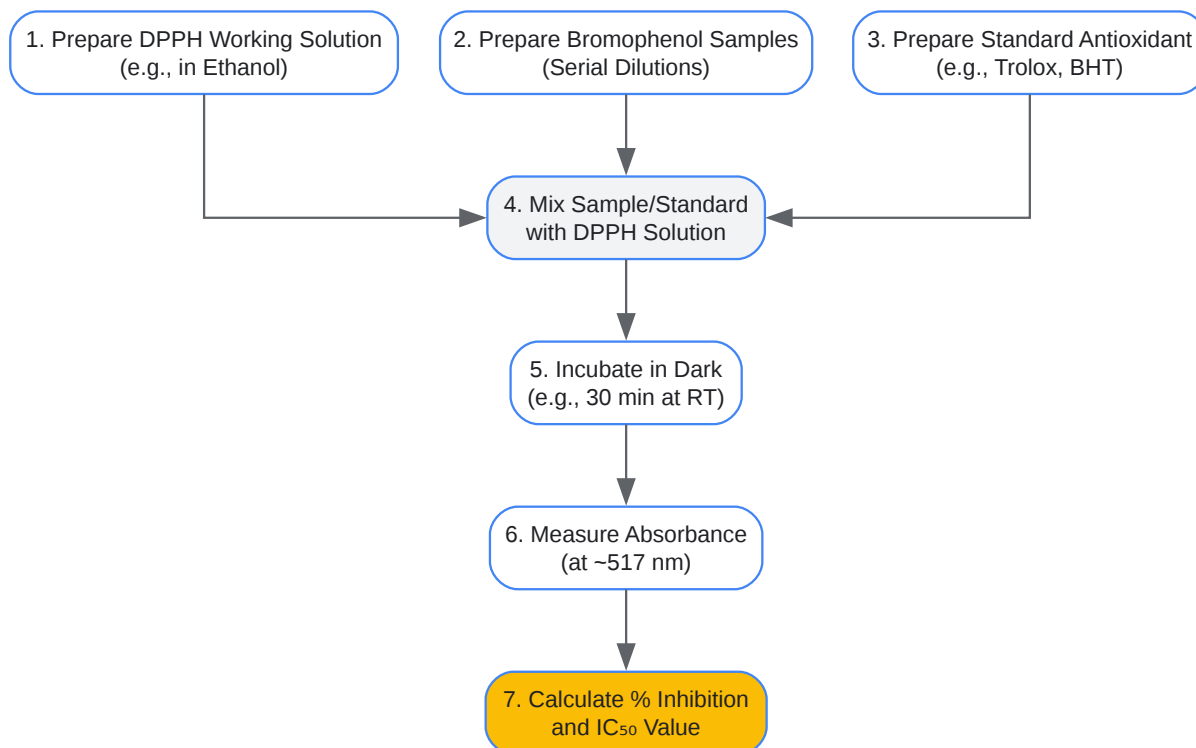 1. Prepare DPPH Working Solution
(e.g., in Ethanol)
2. Prepare Bromophenol Samples
(Serial Dilutions)
3. Prepare Standard Antioxidant
(e.g., Trolox, BHT)
4. Mix Sample/Standard
with DPPH Solution
5. Incubate in Dark
(e.g., 30 min at RT)
6. Measure Absorbance
(at ~517 nm)
7. Calculate % Inhibition
and IC₅₀ Value